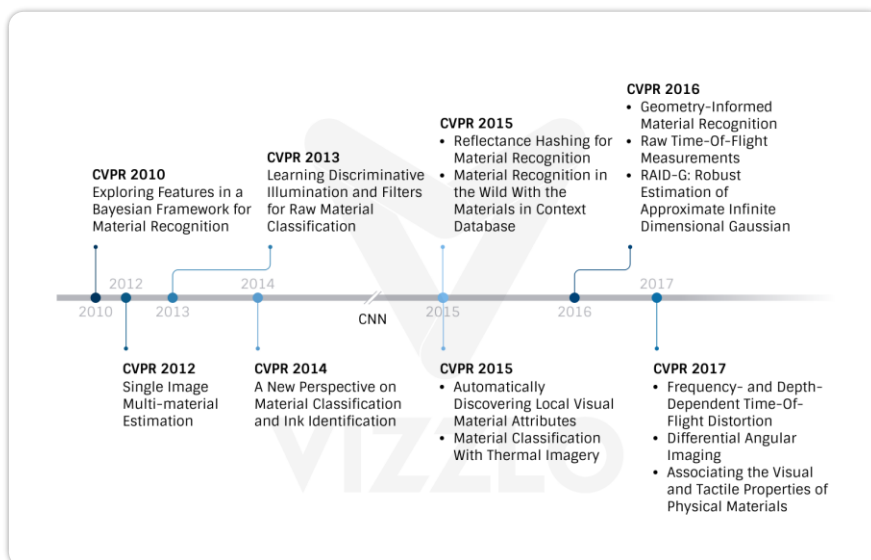 CVPR 2016
• Geometry-Informed
Material Recognition
• Raw Time-Of-Flight
Measurements
• RAID-G: Robust
Estimation of
Approximate Infinite
Dimensional Gaussian
CVPR 2015
• Reflectance Hashing for
Material Recognition
• Material Recognition in
the Wild With the
Materials in Context
Database
CVPR 2013
Learning Discriminative
Illumination and Filters
for Raw Material
Classification
CVPR 2010
Exploring Features in a
Bayesian Framework for
Material Recognition
2012
2014
2017
2010
2013
CNN
2015
2016
CVPR 2012
Single Image
Multi-material
Estimation
CVPR 2014
A New Perspective on
Material Classification
and Ink Identification
CVPR 2015
• Automatically
Discovering Local Visual
Material Attributes
• Material Classification
With Thermal Imagery
CVPR 2017
• Frequency- and Depth-
Dependent Time-Of-
Flight Distortion
• Differential Angular
Imaging
• Associating the Visual
and Tactile Properties of
Physical Materials
VIZZLO